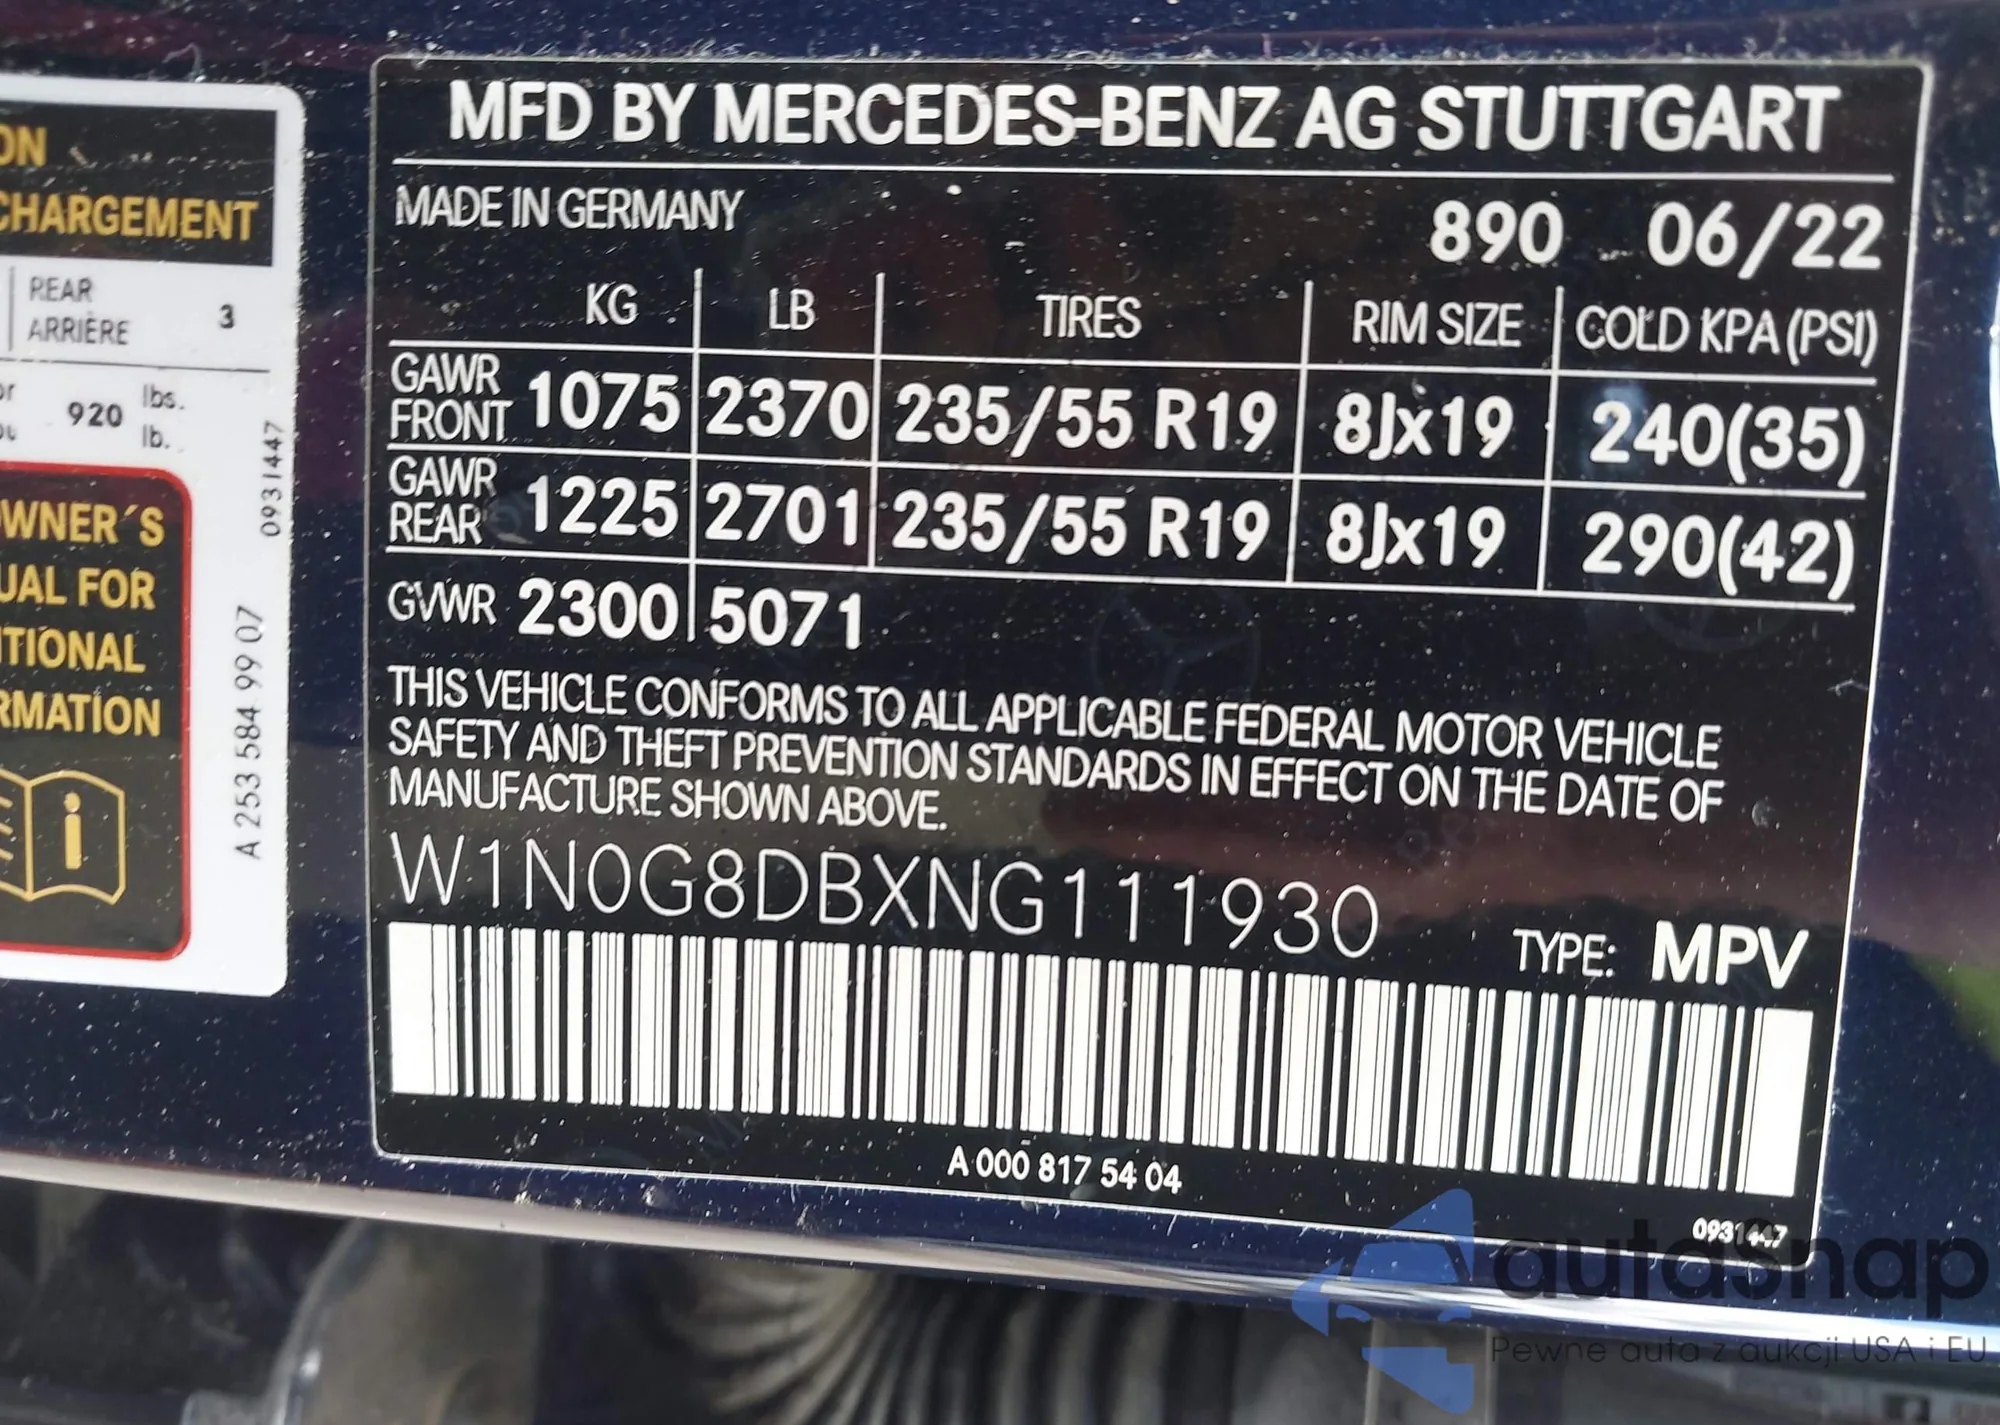 ON
CHARGEMENT
REAR
ARRIÈRE 3
or
920 lbs.
lb.
OWNER´S
UAL FOR
ITIONAL
RMATION
A 253 584 99 07 0931447
MFD BY MERCEDES-BENZ AG STUTTGART
MADE IN GERMANY
890 06/22
KG LB TIRES RIM SIZE COLD KPA (PSI)
GAWR FRONT 1075 2370 235/55 R19 8Jx19 240(35)
GAWR REAR 1225 2701 235/55 R19 8Jx19 290(42)
GVWR 2300 5071
THIS VEHICLE CONFORMS TO ALL APPLICABLE FEDERAL MOTOR VEHICLE
SAFETY AND THEFT PREVENTION STANDARDS IN EFFECT ON THE DATE OF
MANUFACTURE SHOWN ABOVE.
W1N0G8DBXNG111930
TYPE: MPV
A 000 817 54 04
0931447
autaSnap
Pewne auta z aukcji USA i EU